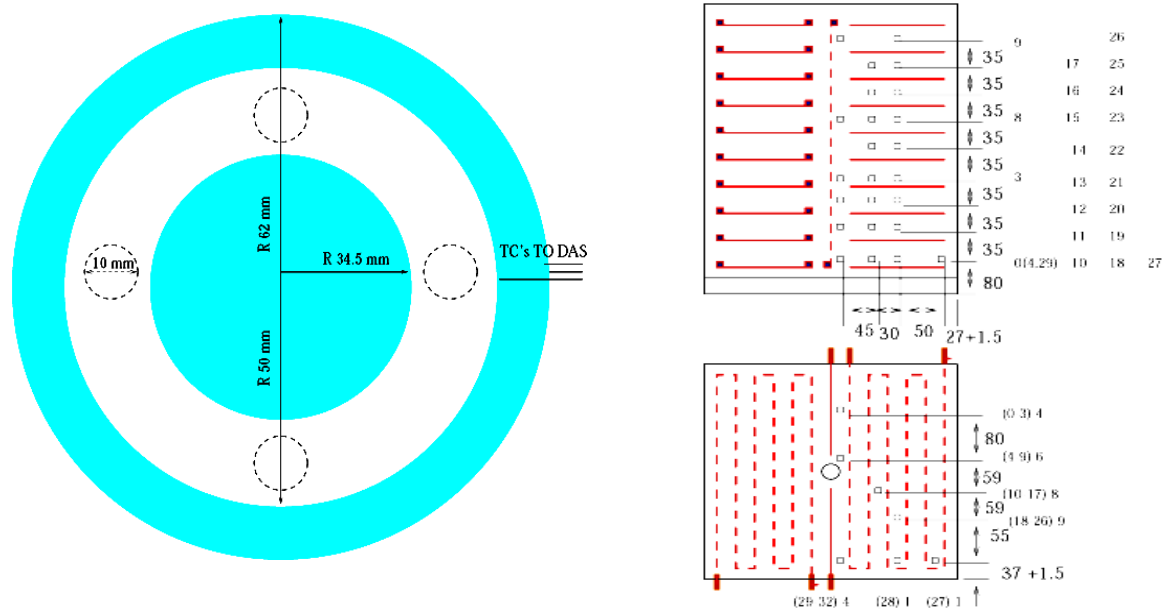 R 62 mm
TC's TO DAS
R 34.5 mm
10 mm
R 50 mm
9 26
35 17 25
35 16 24
35 8 15 23
35 14 22
35 3 13 21
35 12 20
35 11 19
35
0(4.29) 10 18 27
80
45 30 50 27+1.5
(0 3) 4
80
(4 9) 6
59
(10 17) 8
59
(18 26) 9
55
37 +1.5
(29 32) 4 (28) 1 (27) 1